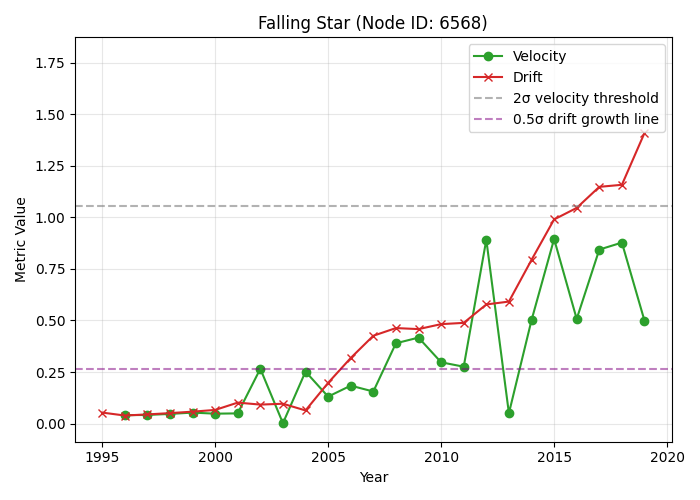 Falling Star (Node ID: 6568)
Velocity
Drift
2σ velocity threshold
0.5σ drift growth line
Metric Value
1.75
1.50
1.25
1.00
0.75
0.50
0.25
0.00
1995
2000
2005
2010
2015
2020
Year